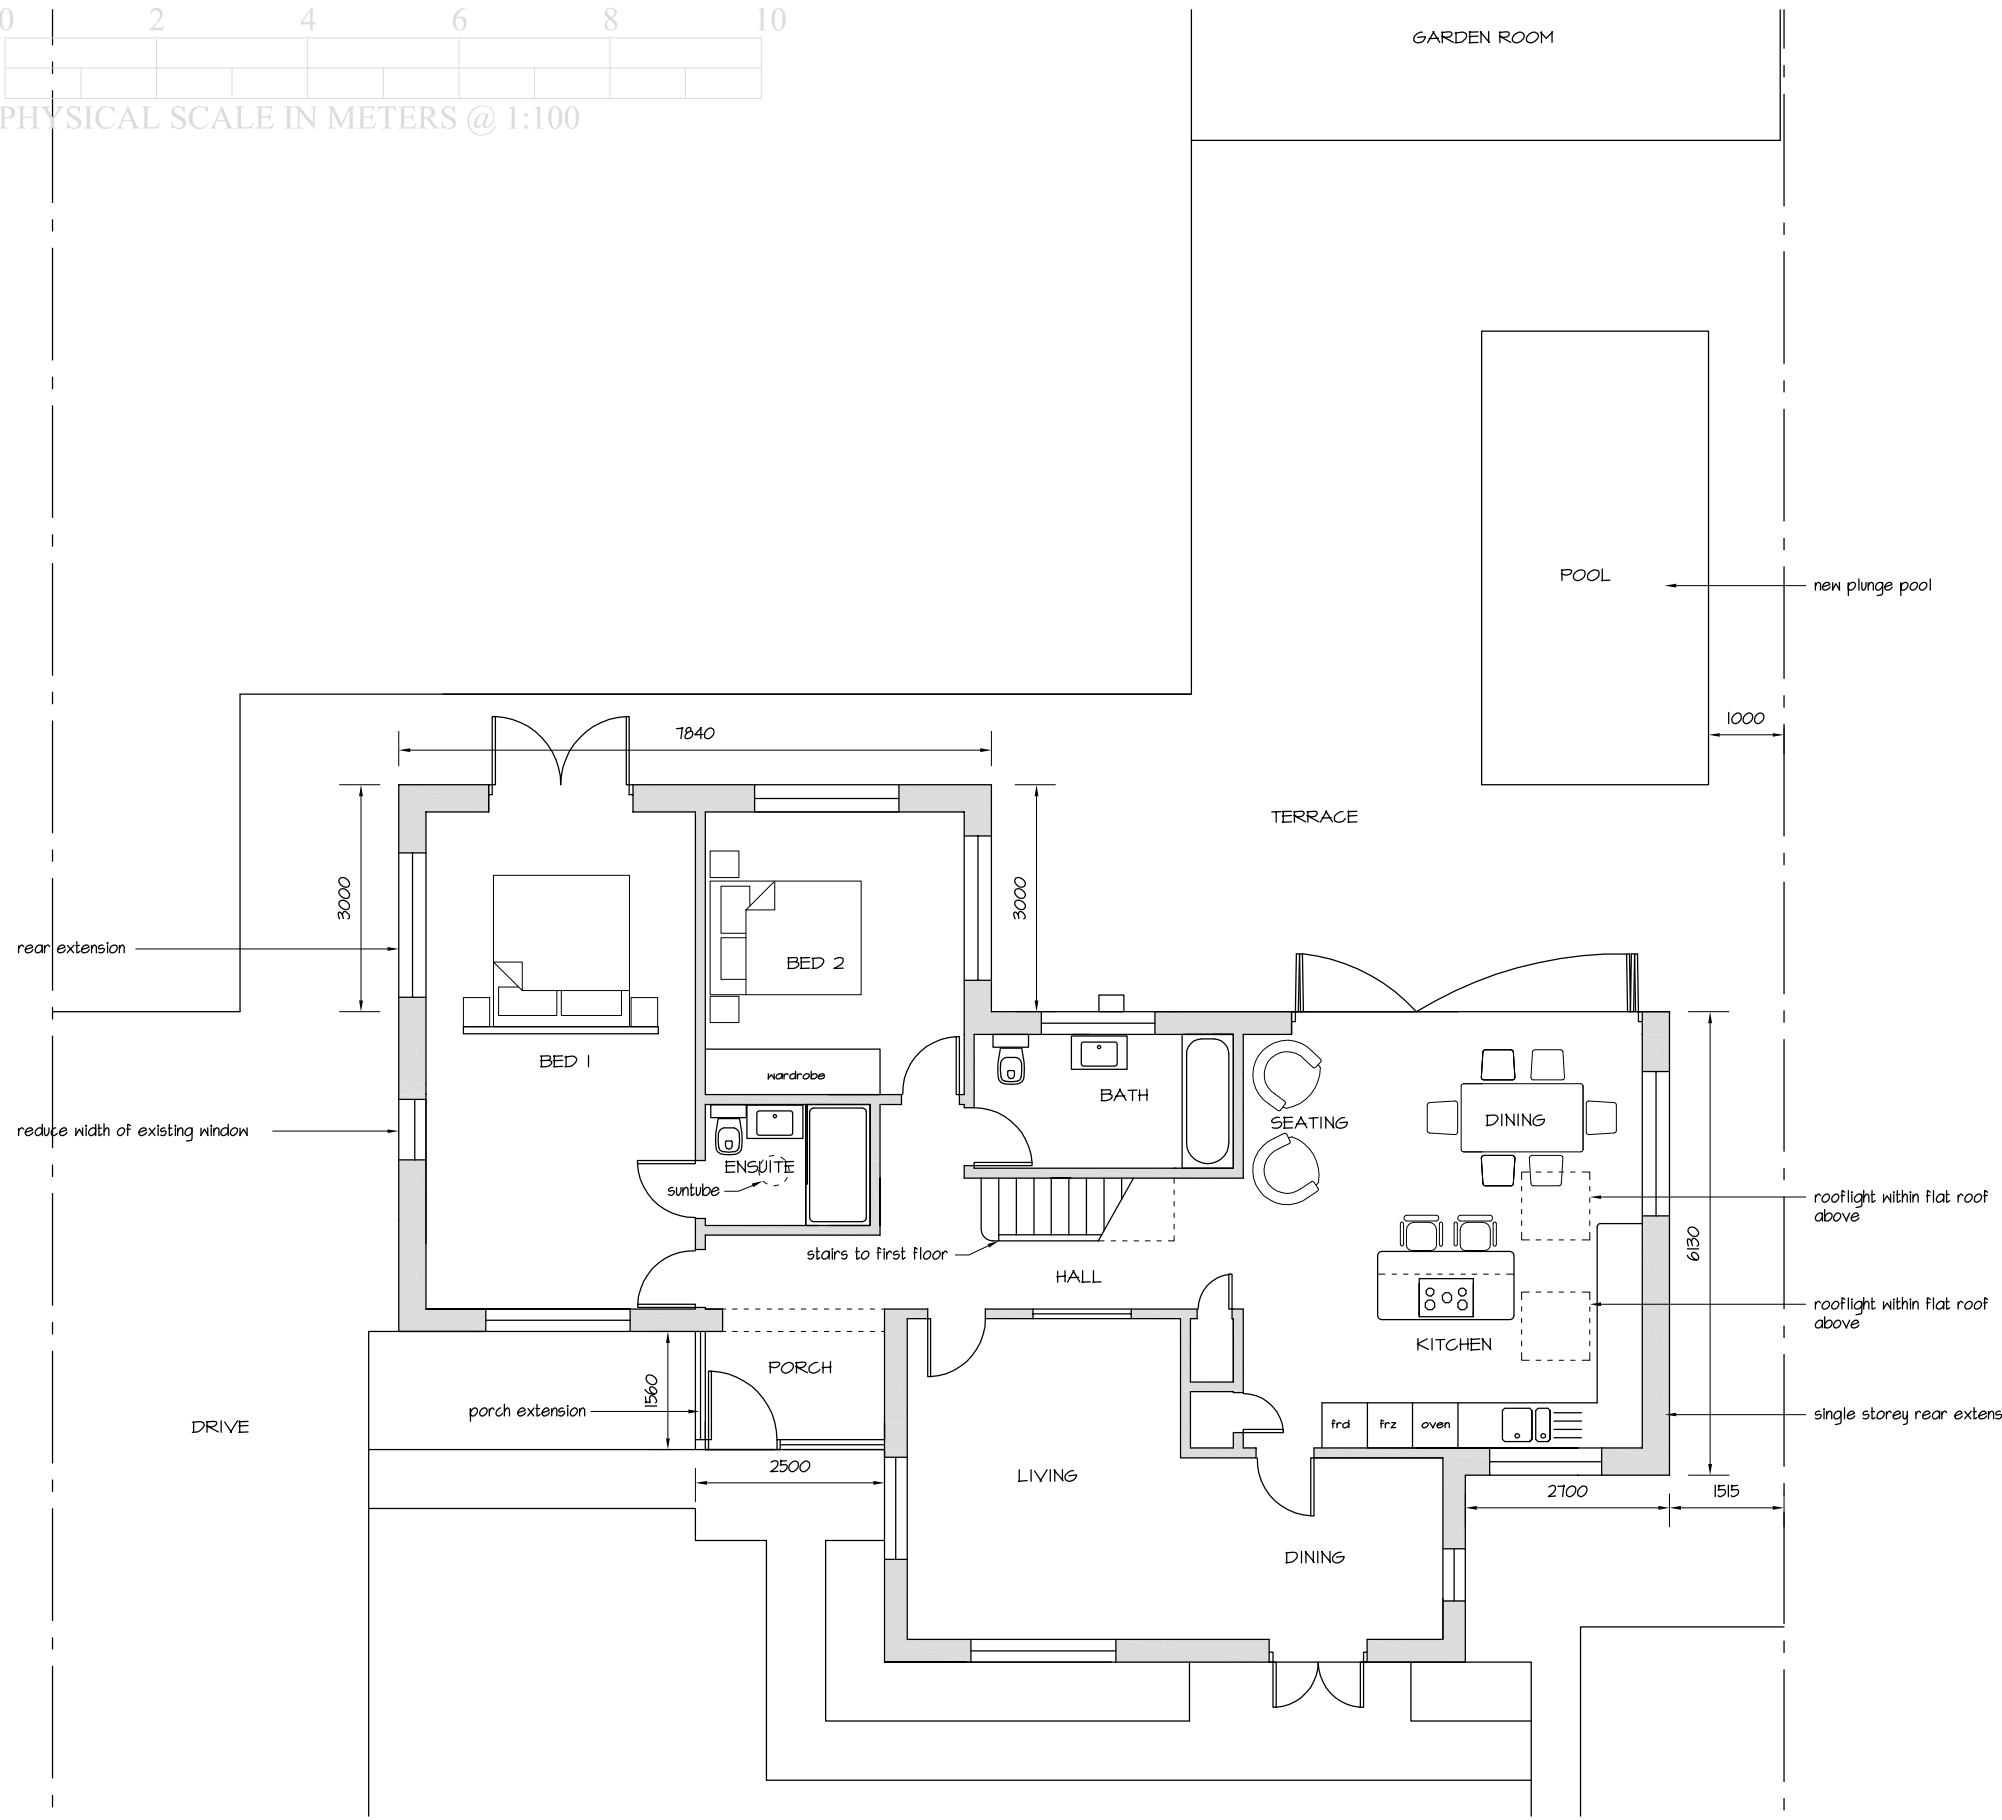 0 2 4 6 8 10
PHYSICAL SCALE IN METERS @ 1:100
GARDEN ROOM
POOL
new plunge pool
1000
7840
TERRACE
3000
3000
rear extension
BED 2
BED 1
wardrobe
BATH
SEATING
DINING
reduce width of existing window
ENSUITE
suntube
rooflight within flat roof
above
stairs to first floor
HALL
6130
rooflight within flat roof
above
KITCHEN
PORCH
1560
porch extension
DRIVE
frd
frz
oven
single storey rear extens
LIVING
2500
2700
1515
DINING